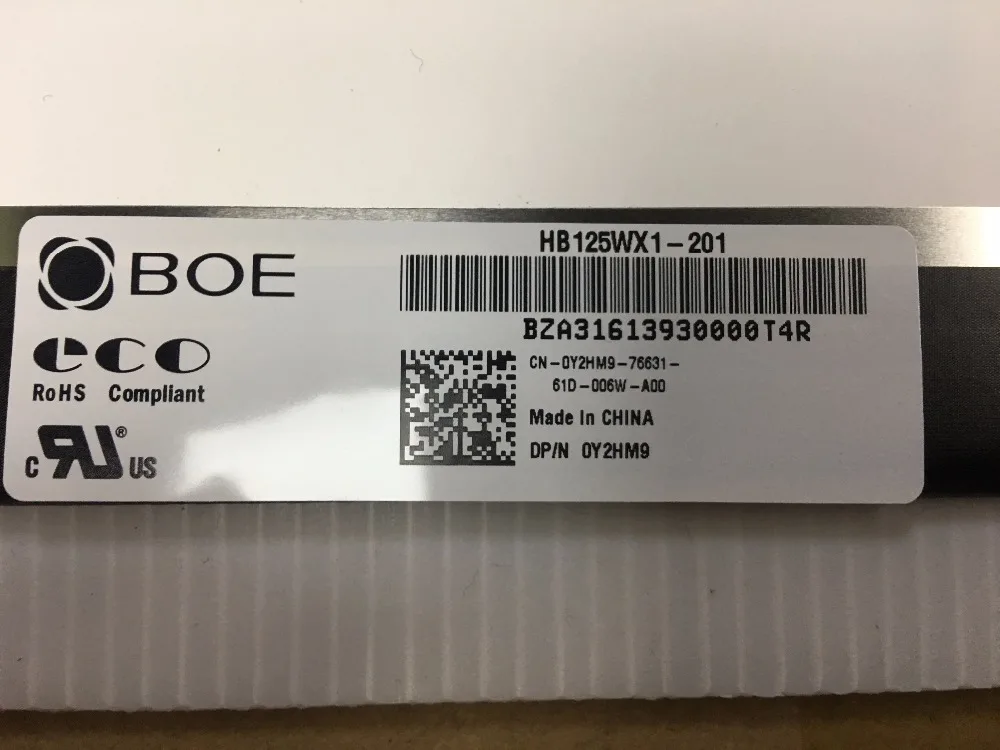 BOE
eco
RoHS Compliant
C RU ® US
HB125WX1-201
BZA31613930000T4R
CN-0Y2HM9-76631-
61D-006W-A00
Made In CHINA
DP/N 0Y2HM9